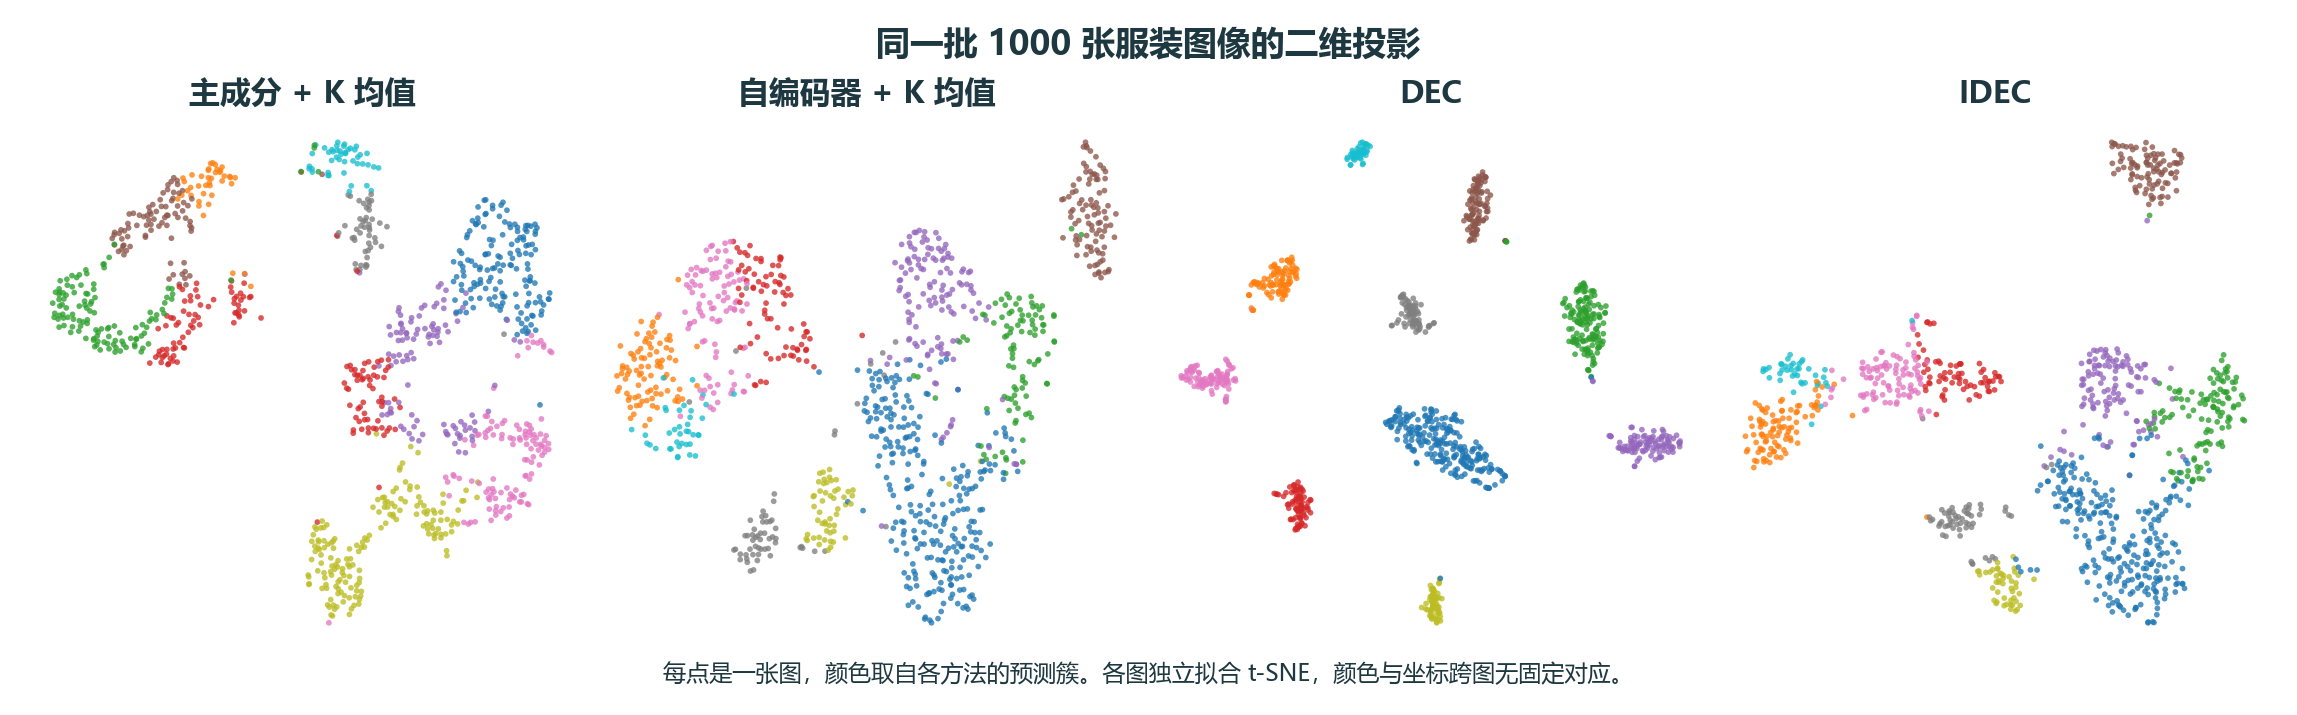 同一批 1000 张服装图像的二维投影
主成分 + K 均值
自编码器 + K 均值
DEC
IDEC
每点是一张图，颜色取自各方法的预测簇。各图独立拟合 t-SNE，颜色与坐标跨图无固定对应。